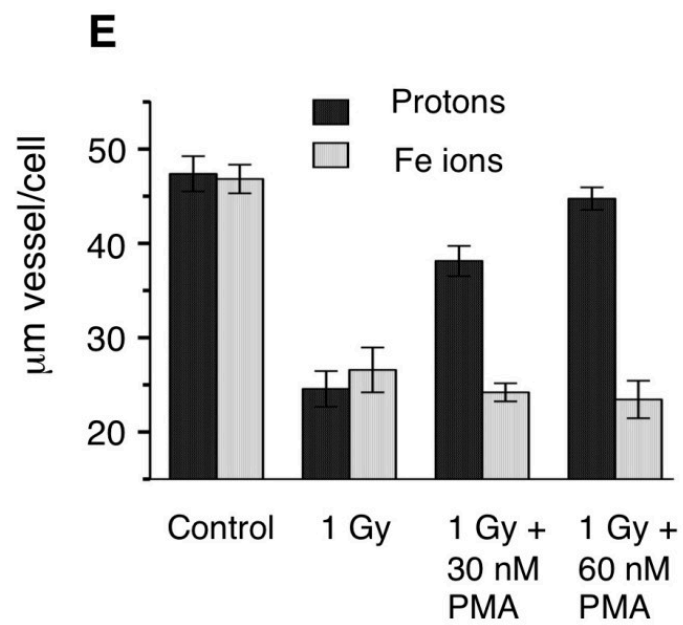 E
Protons
Fe ions
μm vessel/cell
50
40
30
20
Control
1 Gy
1 Gy +
30 nM
PMA
1 Gy +
60 nM
PMA